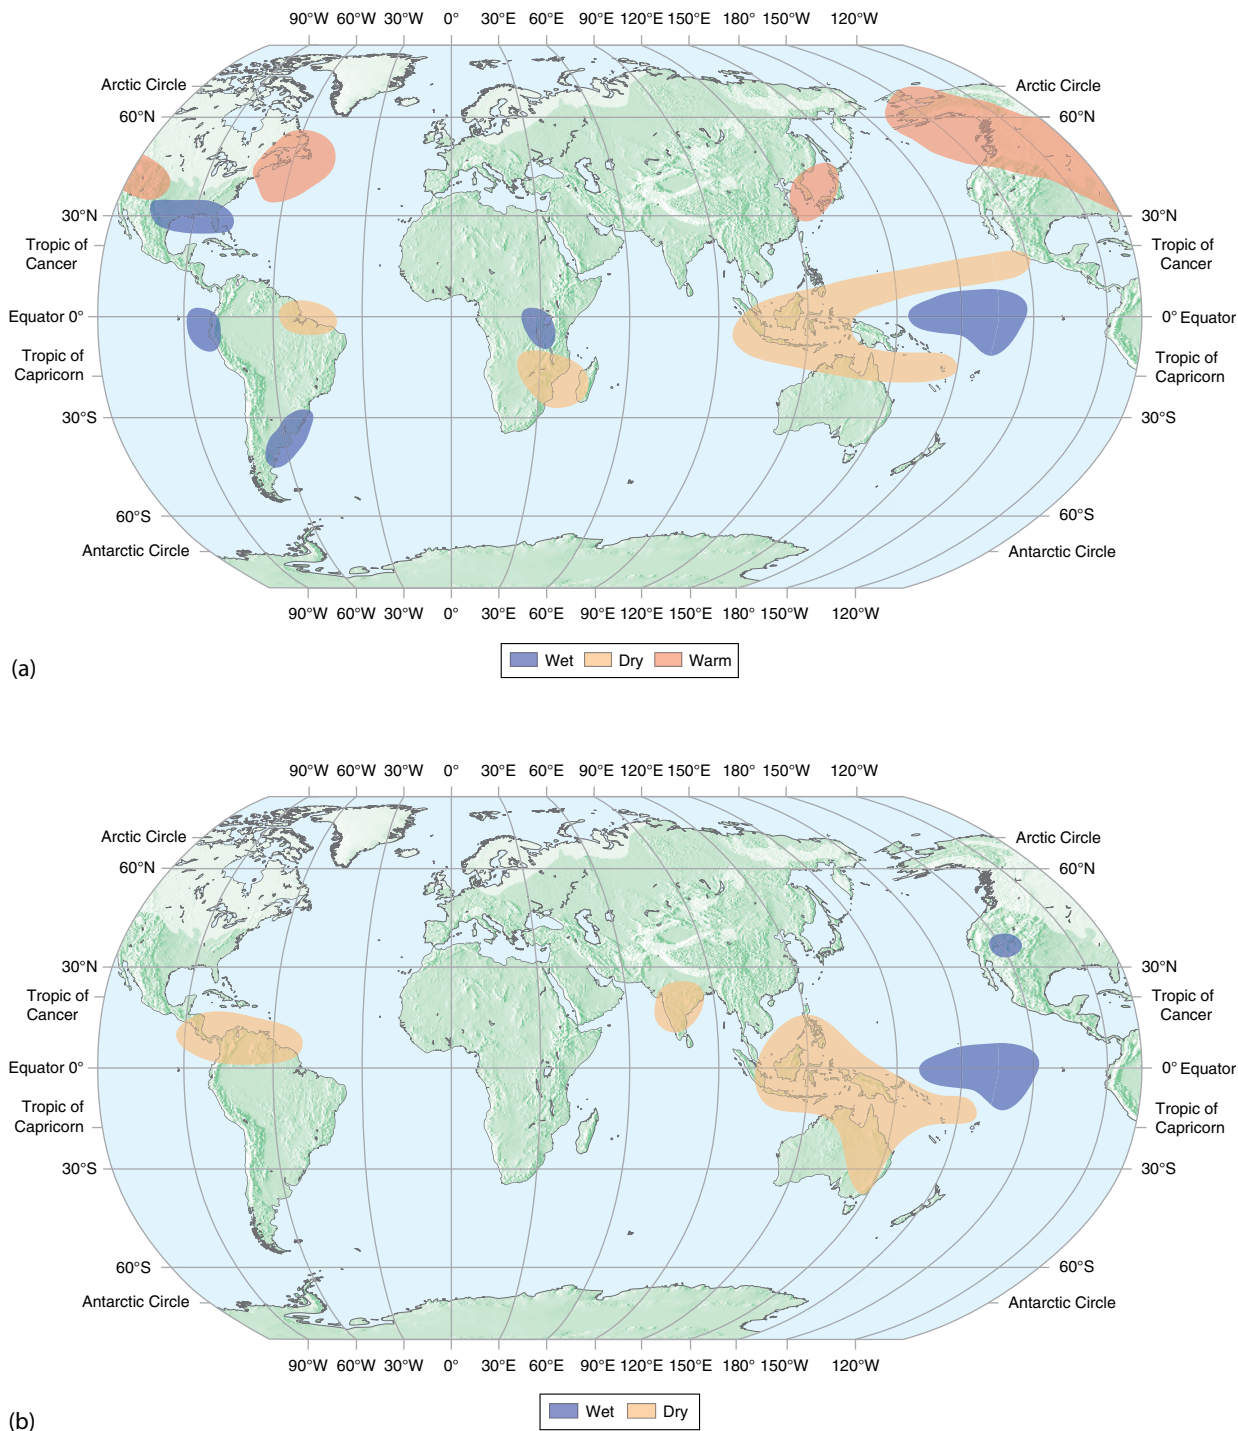 90°W 60°W 30°W 0° 30°E 60°E 90°E 120°E 150°E 180° 150°W 120°W
Arctic Circle
Arctic Circle
60°N
60°N
30°N
30°N
Tropic of
Cancer
Tropic of
Cancer
Equator 0°
0° Equator
Tropic of
Capricorn
Tropic of
Capricorn
30°S
30°S
60°S
60°S
Antarctic Circle
Antarctic Circle
90°W 60°W 30°W 0° 30°E 60°E 90°E 120°E 150°E 180° 150°W 120°W
Wet Dry Warm
(a)
90°W 60°W 30°W 0° 30°E 60°E 90°E 120°E 150°E 180° 150°W 120°W
Arctic Circle
Arctic Circle
60°N
60°N
30°N
30°N
Tropic of
Cancer
Tropic of
Cancer
Equator 0°
0° Equator
Tropic of
Capricorn
Tropic of
Capricorn
30°S
30°S
60°S
60°S
Antarctic Circle
Antarctic Circle
90°W 60°W 30°W 0° 30°E 60°E 90°E 120°E 150°E 180° 150°W 120°W
Wet Dry
(b)